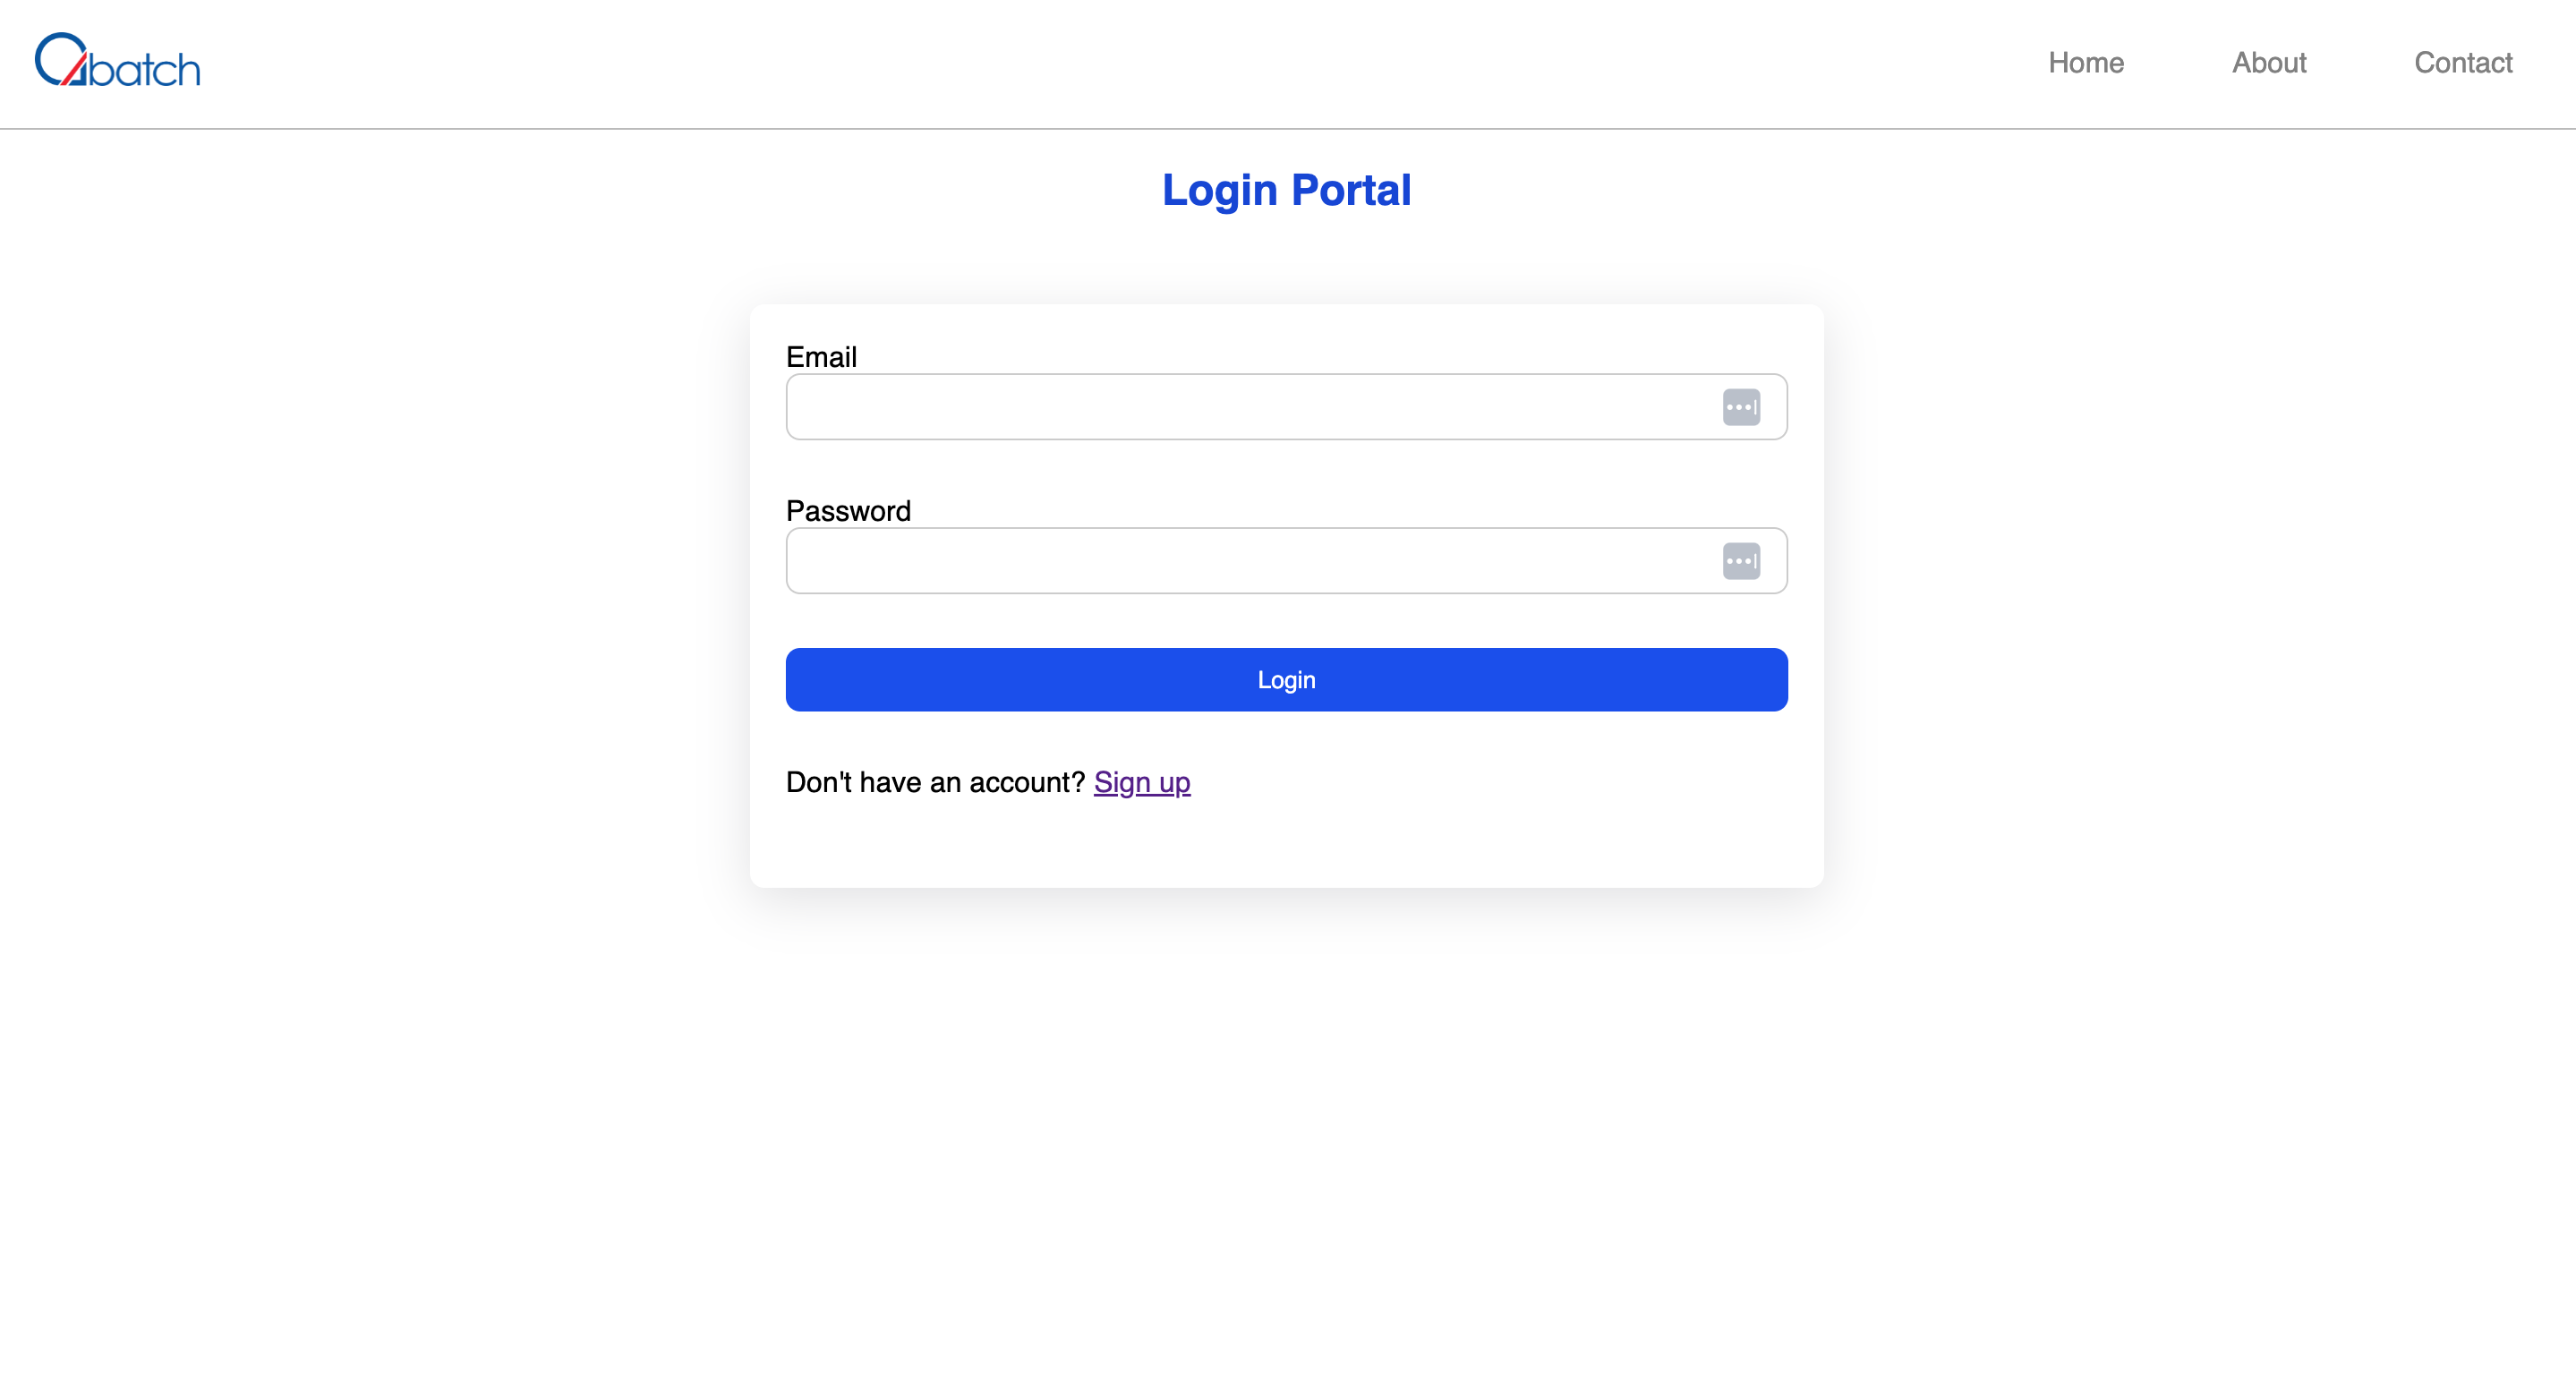 Qbatch
Home About Contact
Login Portal
Email
Password
Login
Don't have an account? Sign up